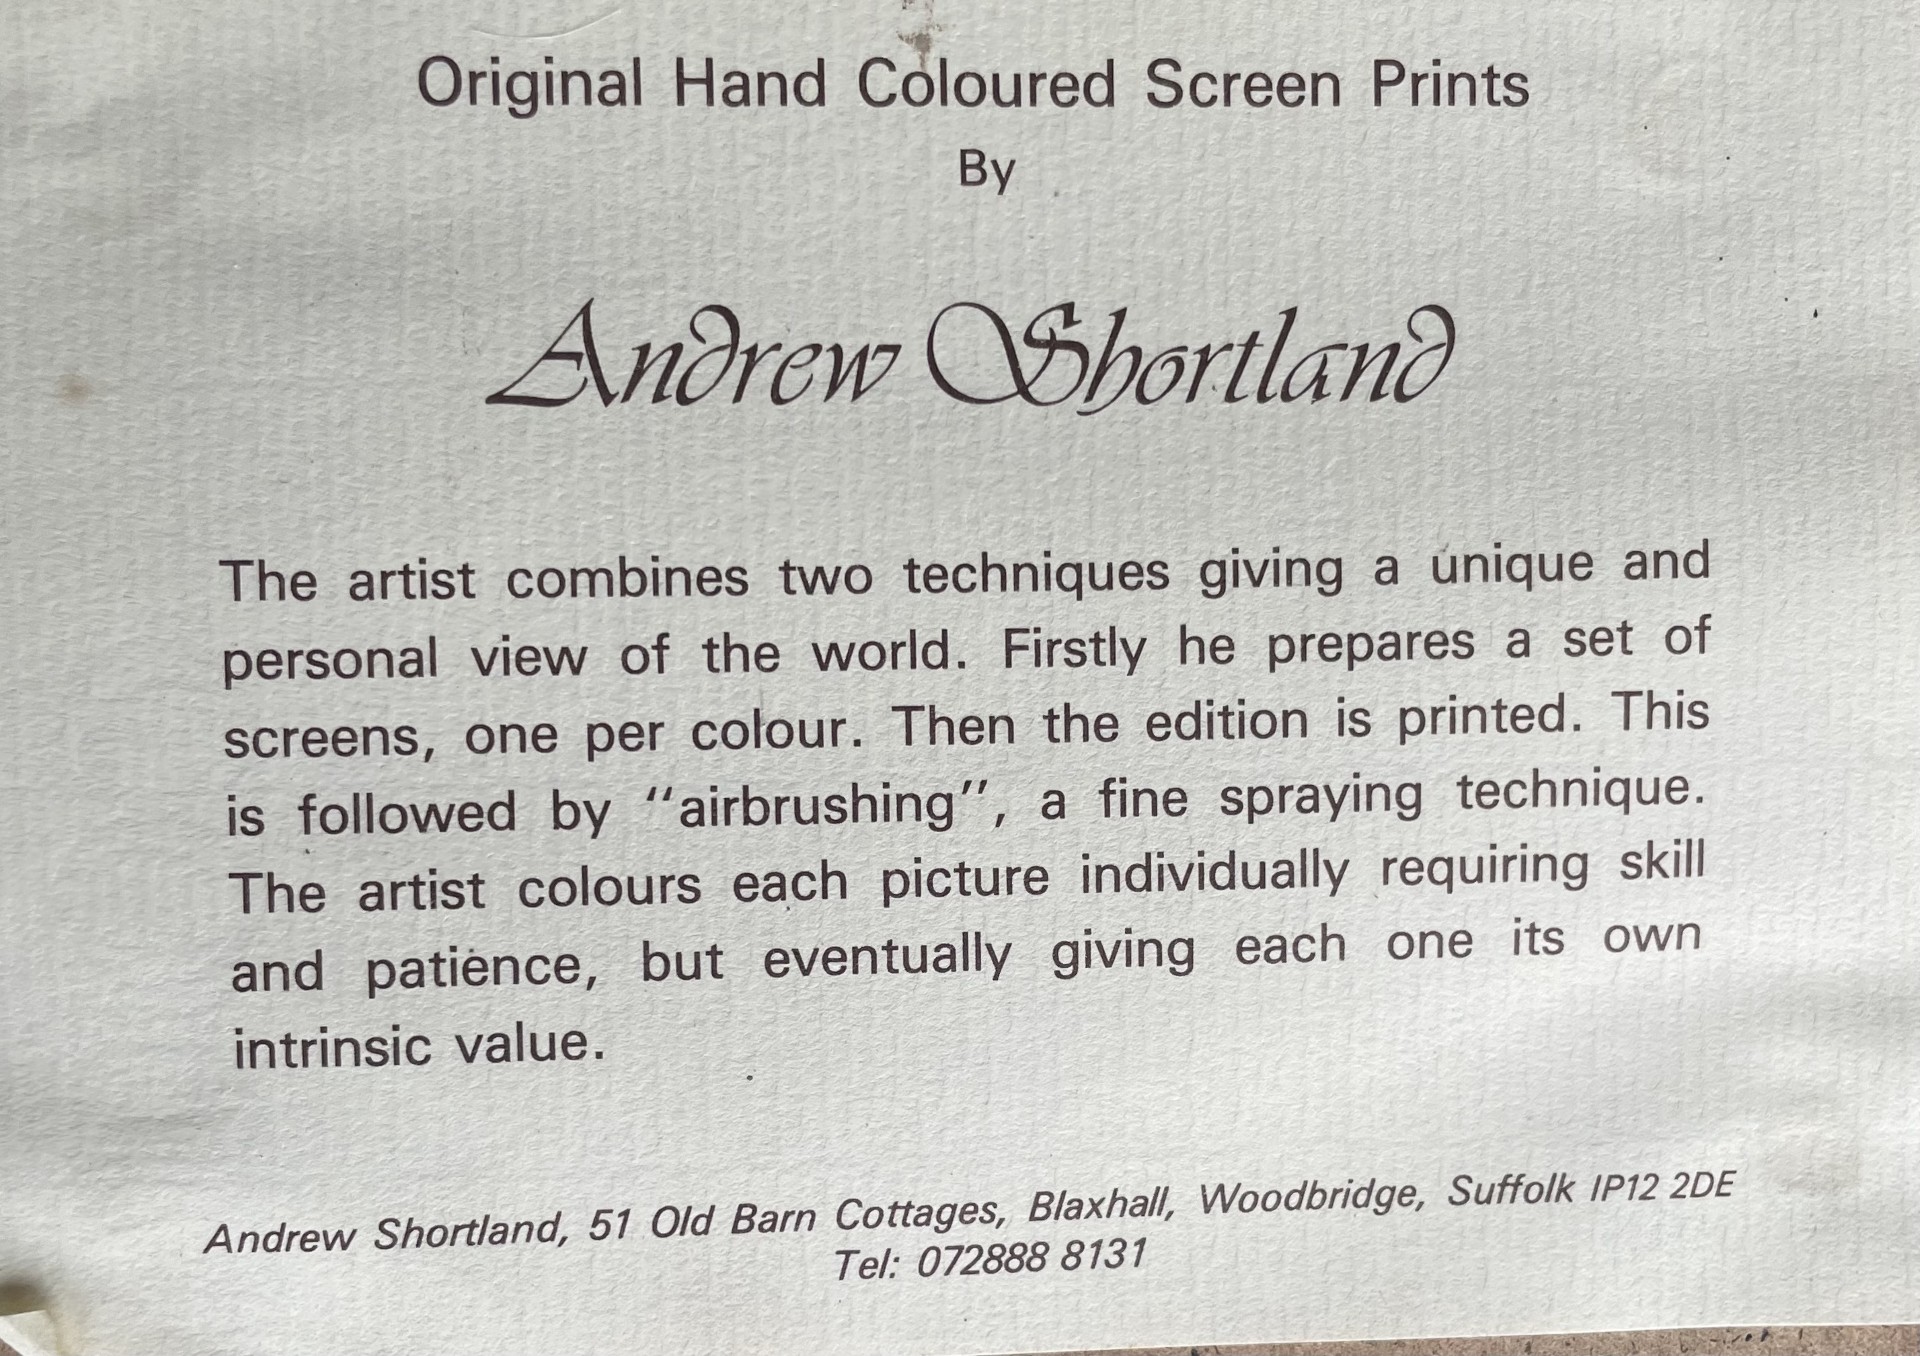 Original Hand Coloured Screen Prints
By
Andrew Shortland
The artist combines two techniques giving a unique and
personal view of the world. Firstly he prepares a set of
screens, one per colour. Then the edition is printed. This
is followed by "airbrushing", a fine spraying technique.
The artist colours each picture individually requiring skill
and patience, but eventually giving each one its own
intrinsic value.
Andrew Shortland, 51 Old Barn Cottages, Blaxhall, Woodbridge, Suffolk IP12 2DE
Tel: 072888 8131